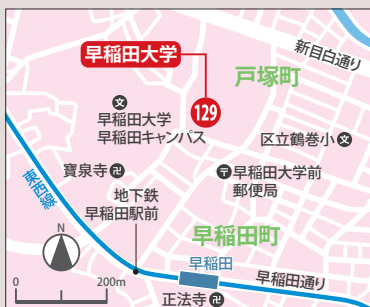 新目白通り
早稲田大学
戸塚町
129
文
早稲田大学
早稲田キャンパス
区立鶴巻小
文
寶泉寺
早稲田大学前
郵便局
東西線
地下鉄
早稲田駅前
早稲田町
早稲田
早稲田通り
正法寺
N
0
200m